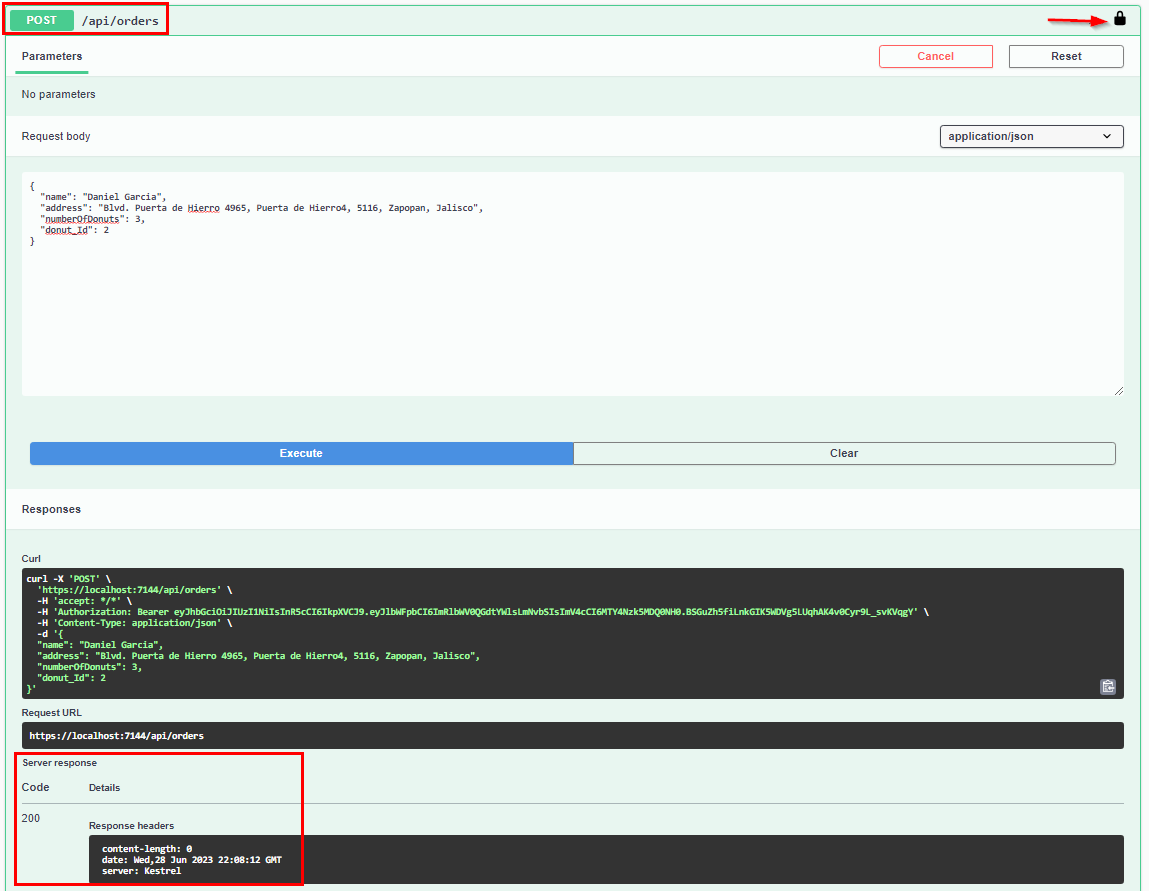 POST /api/orders
Parameters
Cancel
Reset
No parameters
Request body
application/json
{
"name": "Daniel Garcia",
"address": "Blvd. Puerta de Hierro 4965, Puerta de Hierro4, 5116, Zapopan, Jalisco",
"numberOfDonuts": 3,
"donut_Id": 2
}
Execute
Clear
Responses
Curl
curl -X 'POST' \
'https://localhost:7144/api/orders' \
-H 'accept: */*' \
-H 'Authorization: Bearer eyJhbGciOiJIUzI1NiIsInR5cCI6IkpXVCJ9.eyJlbWFpbCI6ImRlbWV0QGdtYWlsLmNvbSIsImV4cCI6MTY4Nzk5MDQ0NH0.BSGuZh5fiLnkGIK5WDVg5LUqhAK4v0Cyr9L_svKVqgY' \
-H 'Content-Type: application/json' \
-d '{
"name": "Daniel Garcia",
"address": "Blvd. Puerta de Hierro 4965, Puerta de Hierro4, 5116, Zapopan, Jalisco",
"numberOfDonuts": 3,
"donut_Id": 2
}'
Request URL
https://localhost:7144/api/orders
Server response
Code Details
200
Response headers
content-length: 0
date: Wed,28 Jun 2023 22:08:12 GMT
server: Kestrel